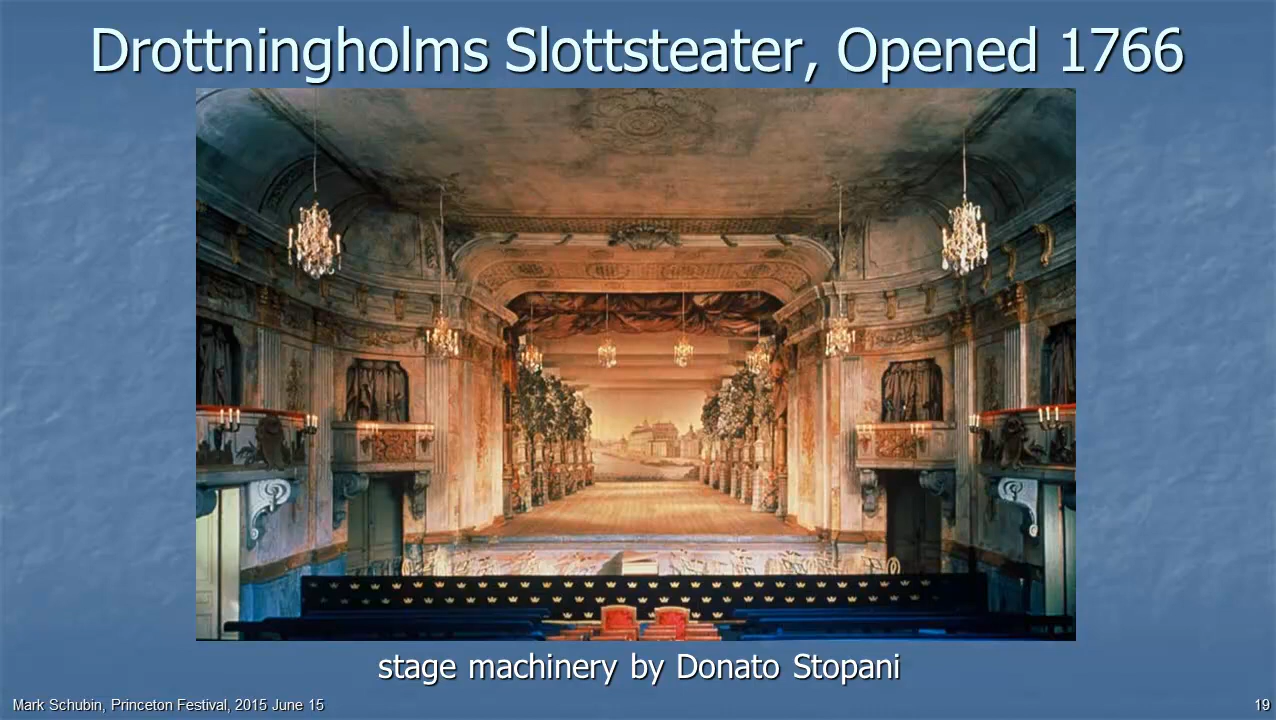 Drottningholms Slottsteater, Opened 1766
stage machinery by Donato Stopani
Mark Schubin, Princeton Festival, 2015 June 15
19